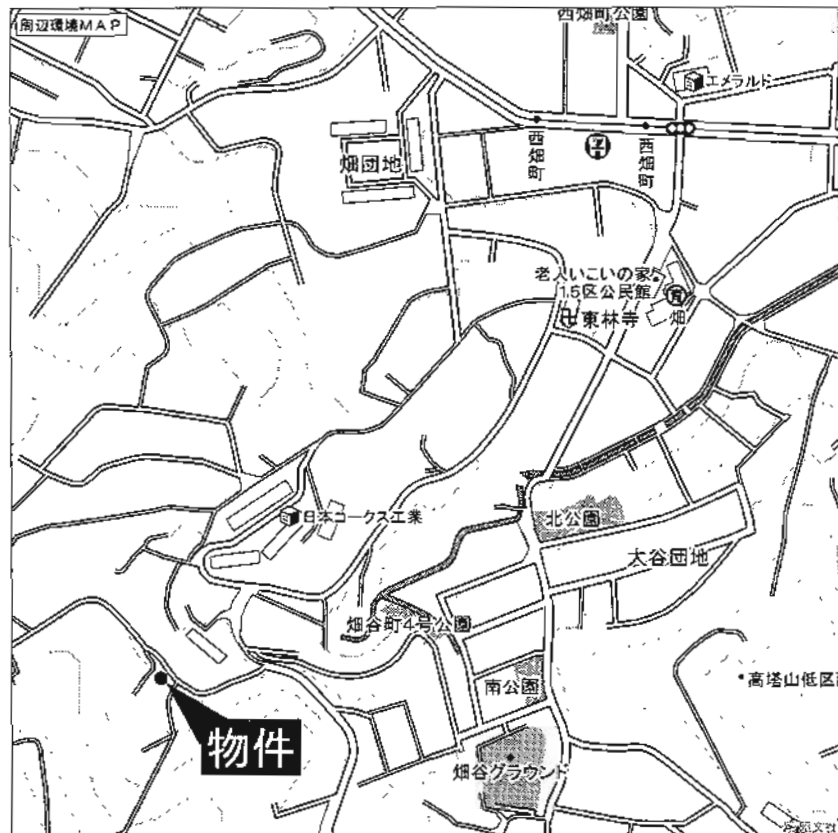 周辺環境MAP
西畑町公園
エメラルド
西畑町
西畑町
畑団地
老人いこいの家
15区公民館
育
畑
東林寺
日本コークス工業
北公園
大谷団地
畑谷町4号公園
南公園
高塔山低区
物件
畑谷グラウンド